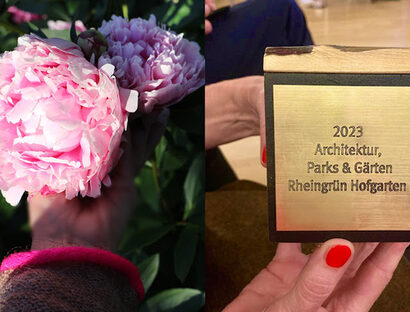 2023
Architektur,
Parks & Gärten
Rheingrün Hofgarten